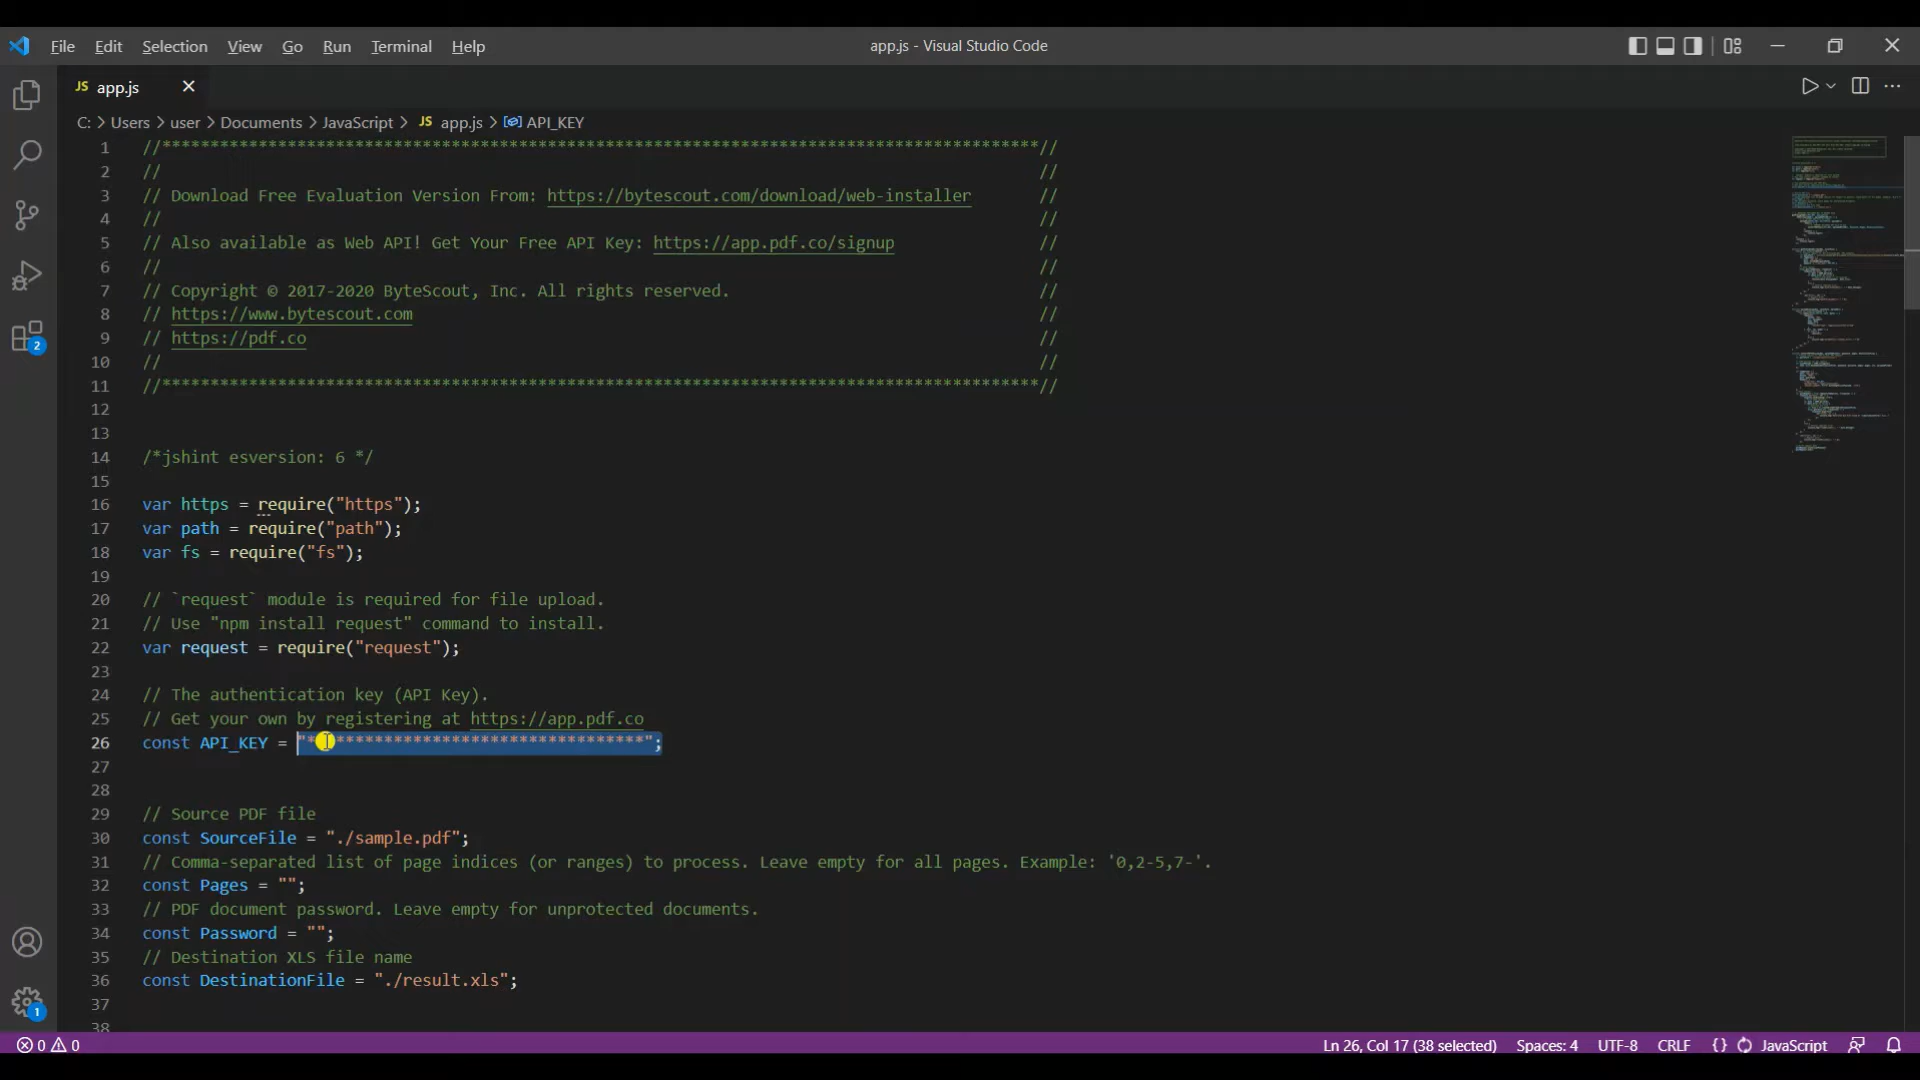 File Edit Selection View Go Run Terminal Help
app.js - Visual Studio Code
JS app.js
C: > Users > user > Documents > JavaScript > JS app.js > API_KEY
1 //*******************************************************************************************//
2 // //
3 // Download Free Evaluation Version From: https://bytescout.com/download/web-installer //
4 // //
5 // Also available as Web API! Get Your Free API Key: https://app.pdf.co/signup //
6 // //
7 // Copyright © 2017-2020 ByteScout, Inc. All rights reserved. //
8 // https://www.bytescout.com //
9 // https://pdf.co //
10 // //
11 //*******************************************************************************************//
12
13
14 /*jshint esversion: 6 */
15
16 var https = require("https");
17 var path = require("path");
18 var fs = require("fs");
19
20 // `request` module is required for file upload.
21 // Use "npm install request" command to install.
22 var request = require("request");
23
24 // The authentication key (API Key).
25 // Get your own by registering at https://app.pdf.co
26 const API_KEY = "***********************************";
27
28
29 // Source PDF file
30 const SourceFile = "./sample.pdf";
31 // Comma-separated list of page indices (or ranges) to process. Leave empty for all pages. Example: '0,2-5,7-'.
32 const Pages = "";
33 // PDF document password. Leave empty for unprotected documents.
34 const Password = "";
35 // Destination XLS file name
36 const DestinationFile = "./result.xls";
37
38
2
1
0 0
Ln 26, Col 17 (38 selected) Spaces: 4 UTF-8 CRLF {} JavaScript